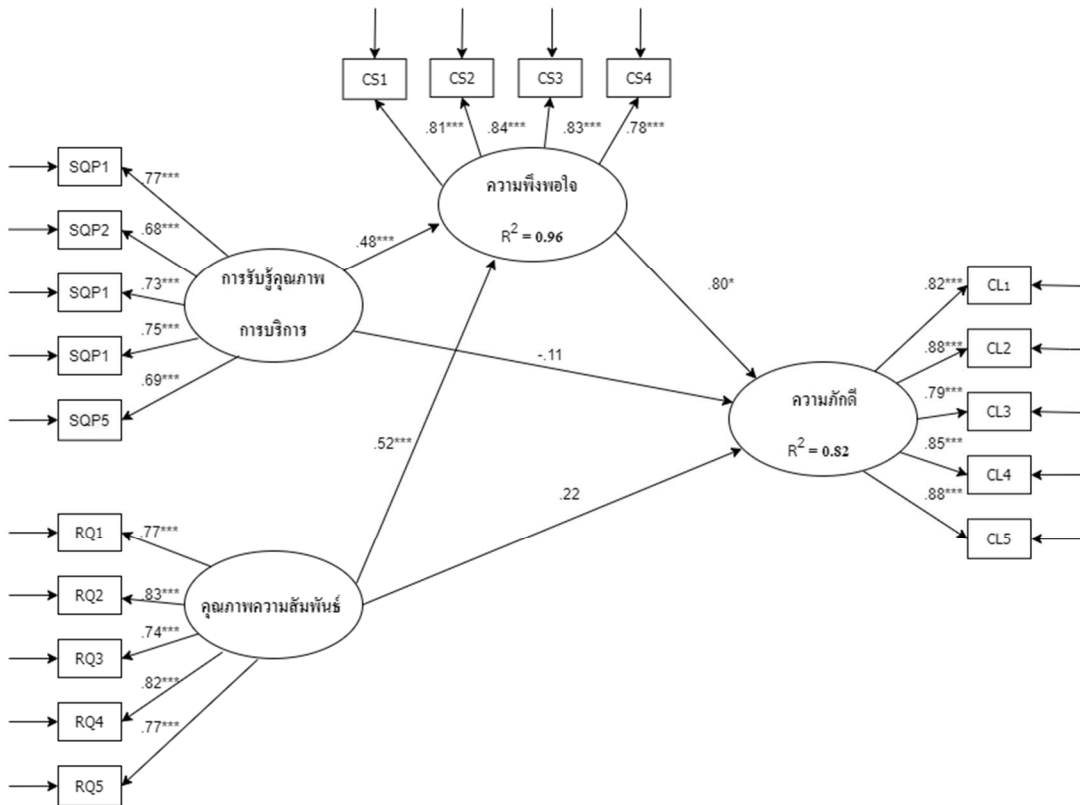 CS1
CS2
CS3
CS4
.81***
.84***
.83***
.78***
ความพึงพอใจ
R² = 0.96
SQP1
SQP2
SQP1
SQP1
SQP5
.77***
.68***
.73***
.75***
.69***
การรับรู้คุณภาพ
การบริการ
.48***
-.11
.80*
.52***
.22
ความภักดี
R² = 0.82
.82***
.88***
.79***
.85***
.88***
CL1
CL2
CL3
CL4
CL5
RQ1
RQ2
RQ3
RQ4
RQ5
.77***
.83***
.74***
.82***
.77***
คุณภาพความสัมพันธ์